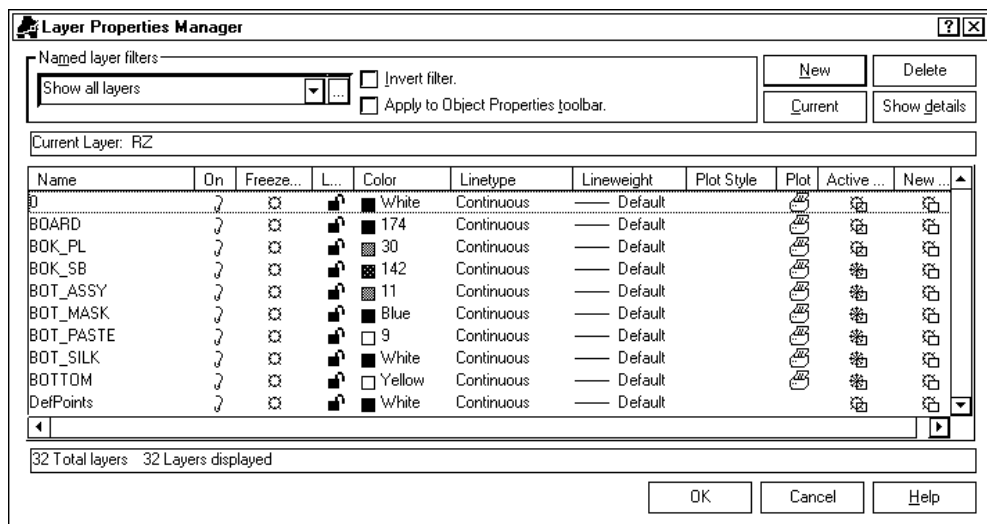 Layer Properties Manager
Named layer filters
Show all layers
...
Invert filter.
Apply to Object Properties toolbar.
New
Delete
Current
Show details
Current Layer: RZ
Name On Freeze... L... Color Linetype Lineweight Plot Style Plot Active ... New ...
0 White Continuous Default
BOARD 174 Continuous Default
BOK_PL 30 Continuous Default
BOK_SB 142 Continuous Default
BOT_ASSY 11 Continuous Default
BOT_MASK Blue Continuous Default
BOT_PASTE 9 Continuous Default
BOT_SILK White Continuous Default
BOTTOM Yellow Continuous Default
DefPoints White Continuous Default
32 Total layers 32 Layers displayed
OK Cancel Help